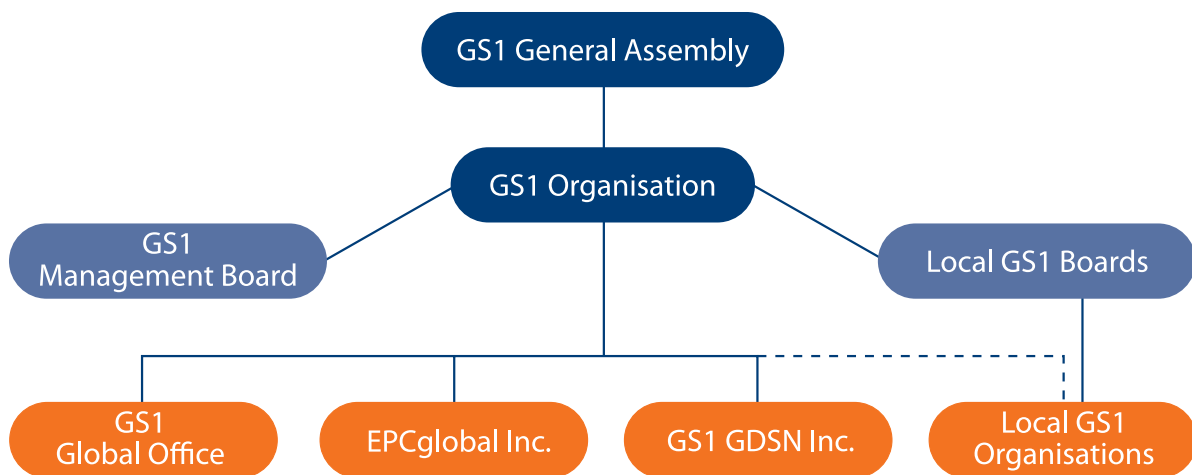 GS1 General Assembly
GS1 Organisation
GS1
Management Board
Local GS1 Boards
GS1
Global Office
EPCglobal Inc.
GS1 GDSN Inc.
Local GS1
Organisations